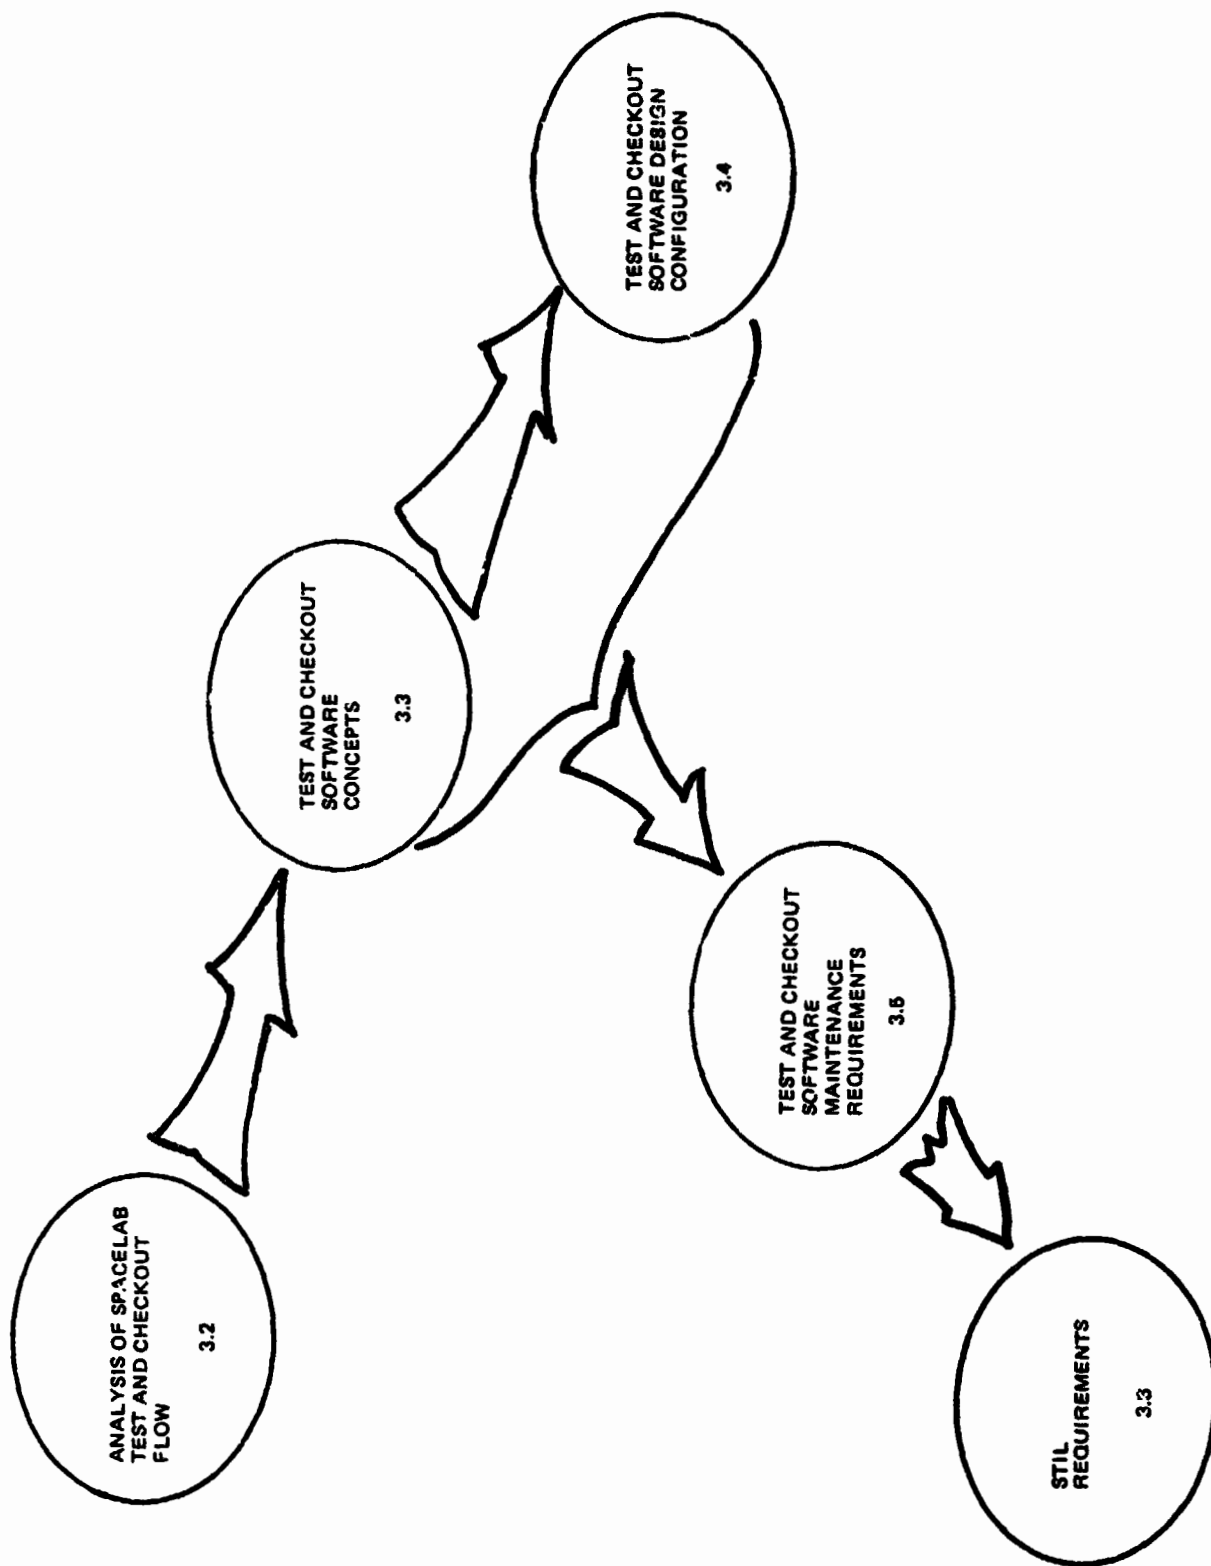 ANALYSIS OF SPACELAB
TEST AND CHECKOUT
FLOW
3.2
TEST AND CHECKOUT
SOFTWARE
CONCEPTS
3.3
TEST AND CHECKOUT
SOFTWARE DESIGN
CONFIGURATION
3.4
TEST AND CHECKOUT
SOFTWARE
MAINTENANCE
REQUIREMENTS
3.5
STIL
REQUIREMENTS
3.3